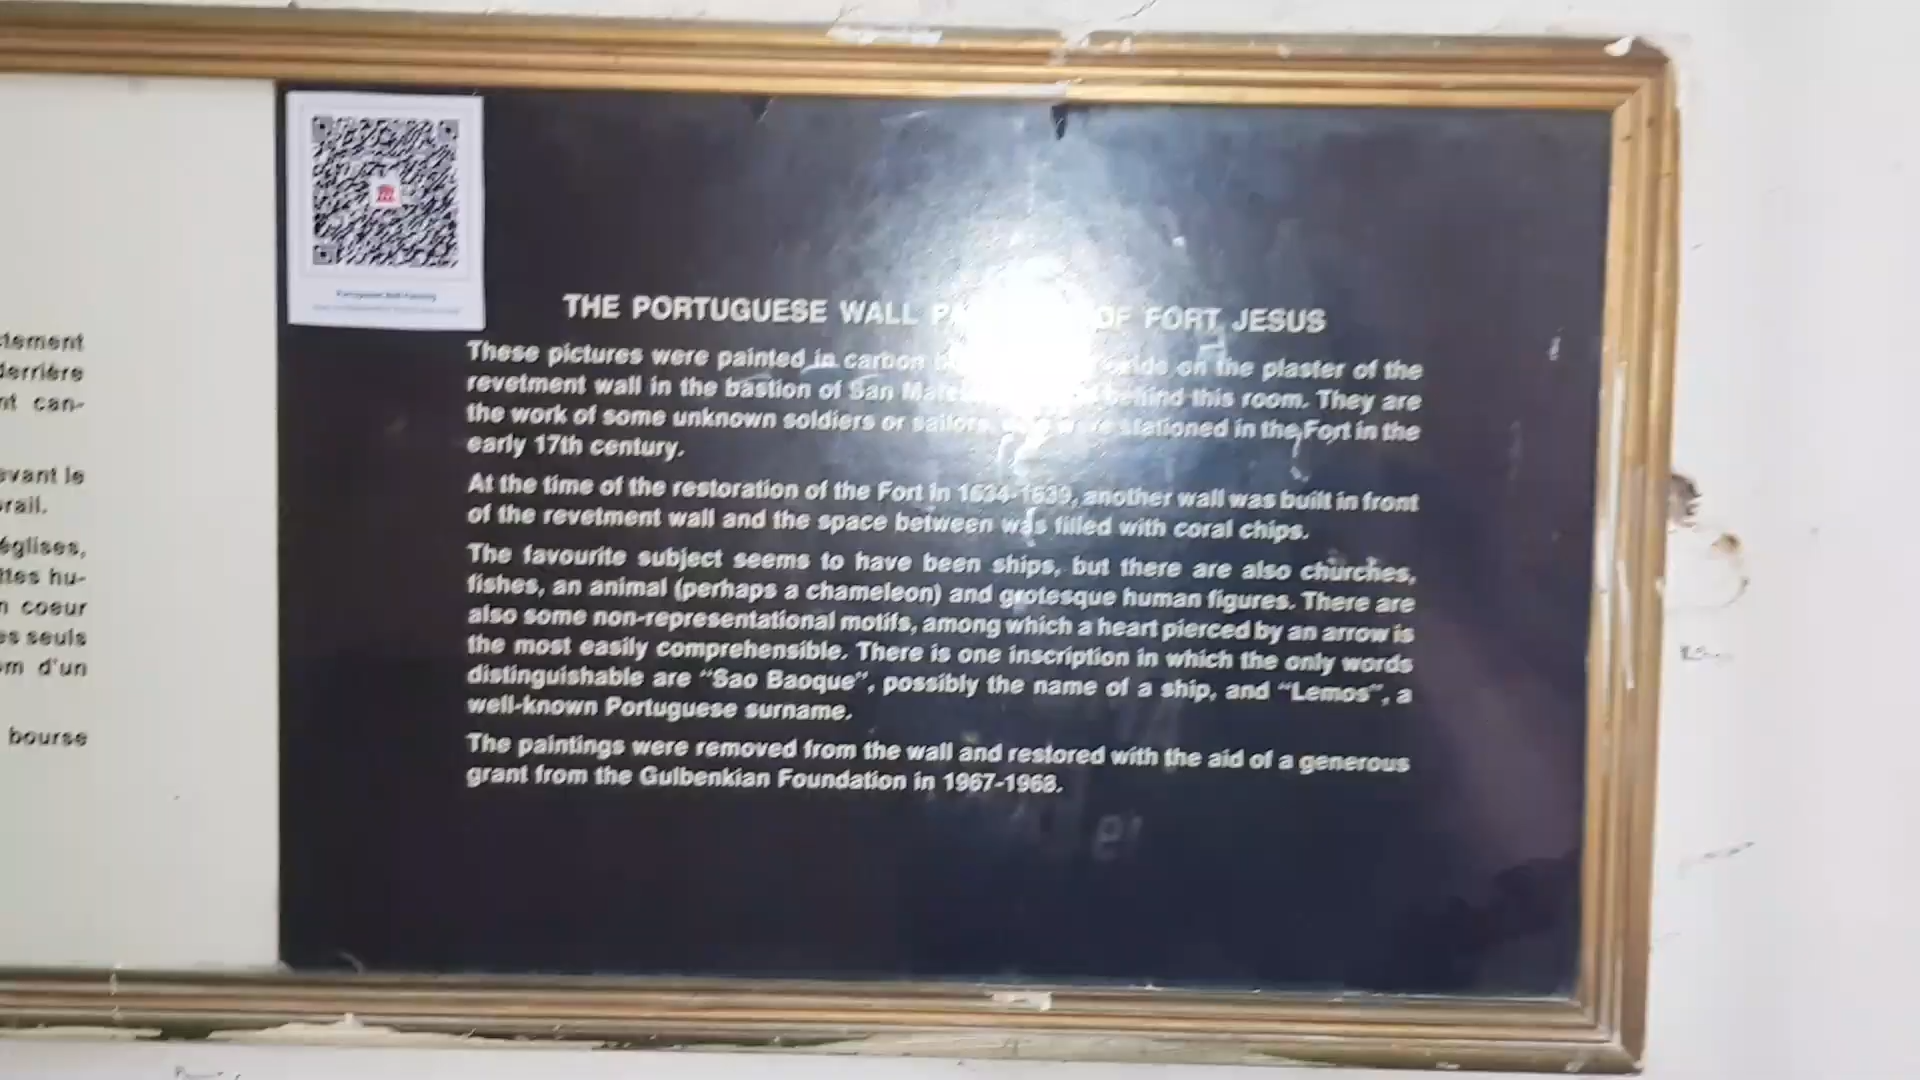 tement
derrière
nt can-
evant le
rail.
églises,
ttes hu-
n coeur
es seuls
om d'un
bourse
THE PORTUGUESE WALL OF FORT JESUS
These pictures were painted in carbon on the plaster of the
revetment wall in the bastion of San behind this room. They are
the work of some unknown soldiers or sailors, were stationed in the Fort in the
early 17th century.
At the time of the restoration of the Fort in 1634-1639, another wall was built in front
of the revetment wall and the space between was filled with coral chips.
The favourite subject seems to have been ships, but there are also churches,
fishes, an animal (perhaps a chameleon) and grotesque human figures. There are
also some non-representational motifs, among which a heart pierced by an arrow is
the most easily comprehensible. There is one inscription in which the only words
distinguishable are "Sao Baoque", possibly the name of a ship, and "Lemos", a
well-known Portuguese surname.
The paintings were removed from the wall and restored with the aid of a generous
grant from the Gulbenkian Foundation in 1967-1968.